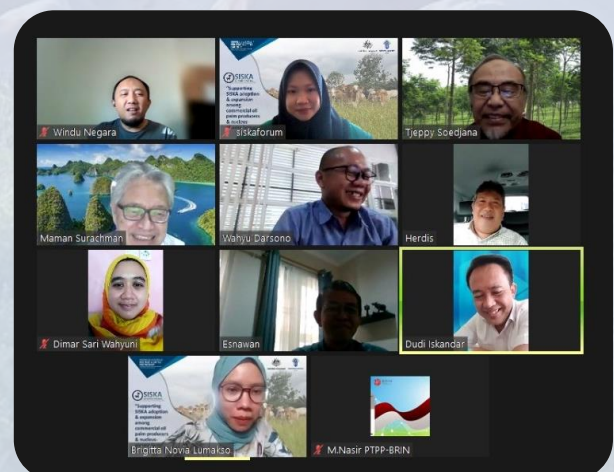 Windu Negara
SISKA
"Supporting
SISKA adoption
& expansion
among
commercial oil
palm producers
siskaforum
Tjeppy Soedjana
Maman Surachman
Wahyu Darsono
Herdis
Dimar Sari Wahyuni
Esnawan
Dudi Iskandar
SISKA
"Supporting
SISKA adoption
& expansion
among
commercial oil
palm producers
Brigitta Novia Lumakso
M.Nasir PTPP-BRIN